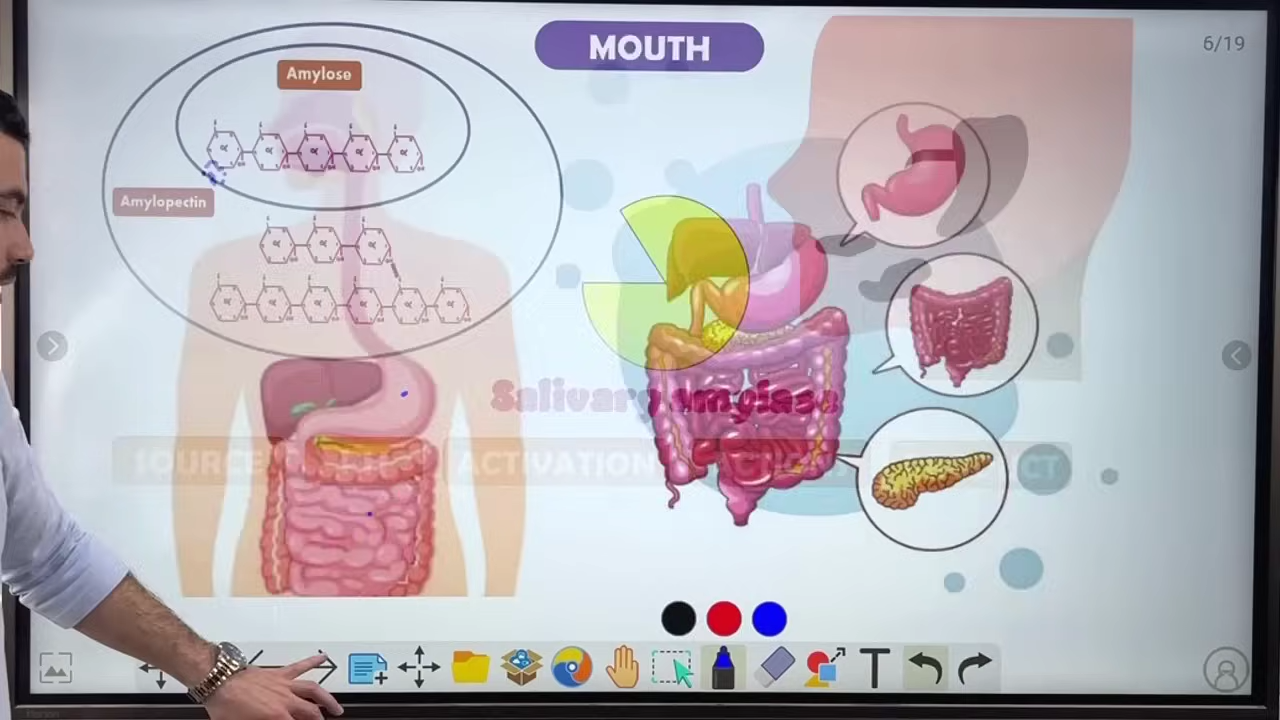 MOUTH
6/19
Amylose
Amylopectin
Salivary amylase
SOURCE ACTIVATION